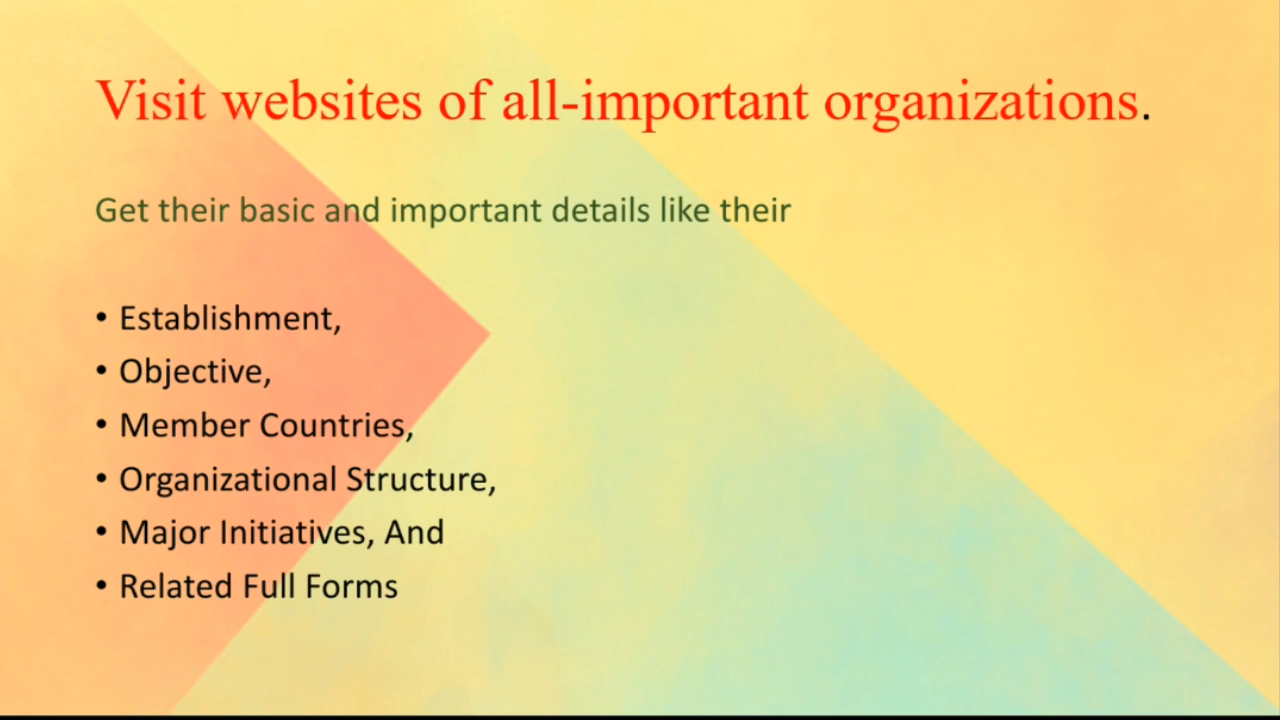 Visit websites of all-important organizations.
Get their basic and important details like their
• Establishment,
• Objective,
• Member Countries,
• Organizational Structure,
• Major Initiatives, And
• Related Full Forms